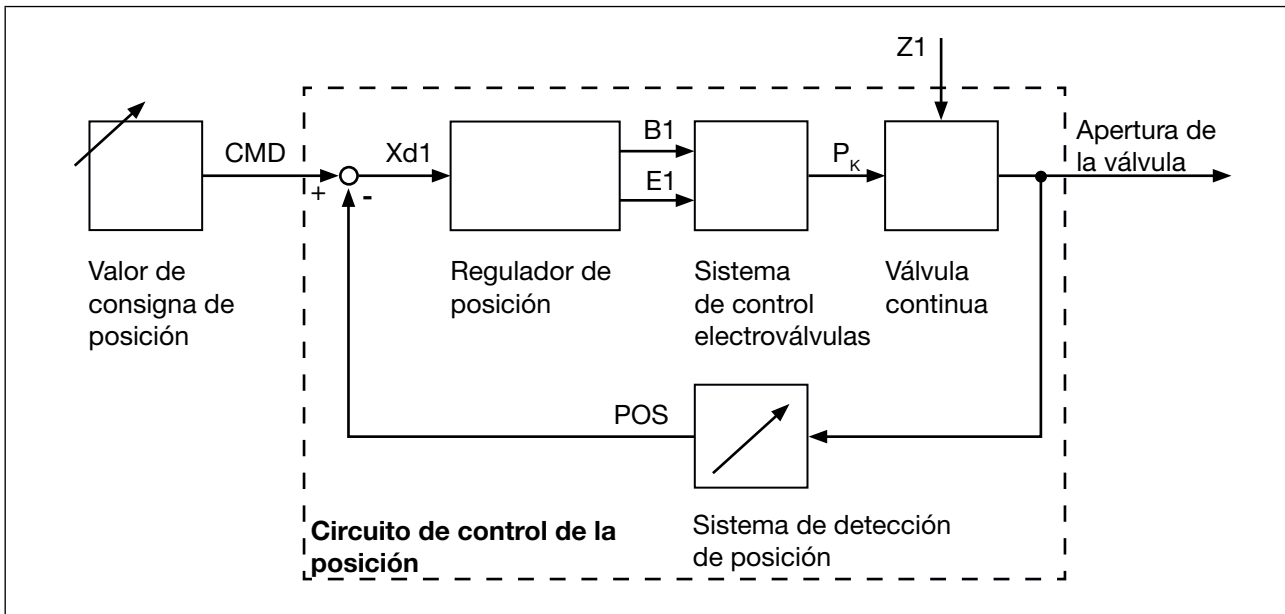 Z1
Apertura de
la válvula
CMD
+
-
Xd1
B1
E1
PK
Valor de
consigna de
posición
Regulador de
posición
Sistema
de control
electroválvulas
Válvula
continua
POS
Sistema de detección
de posición
Circuito de control de la
posición